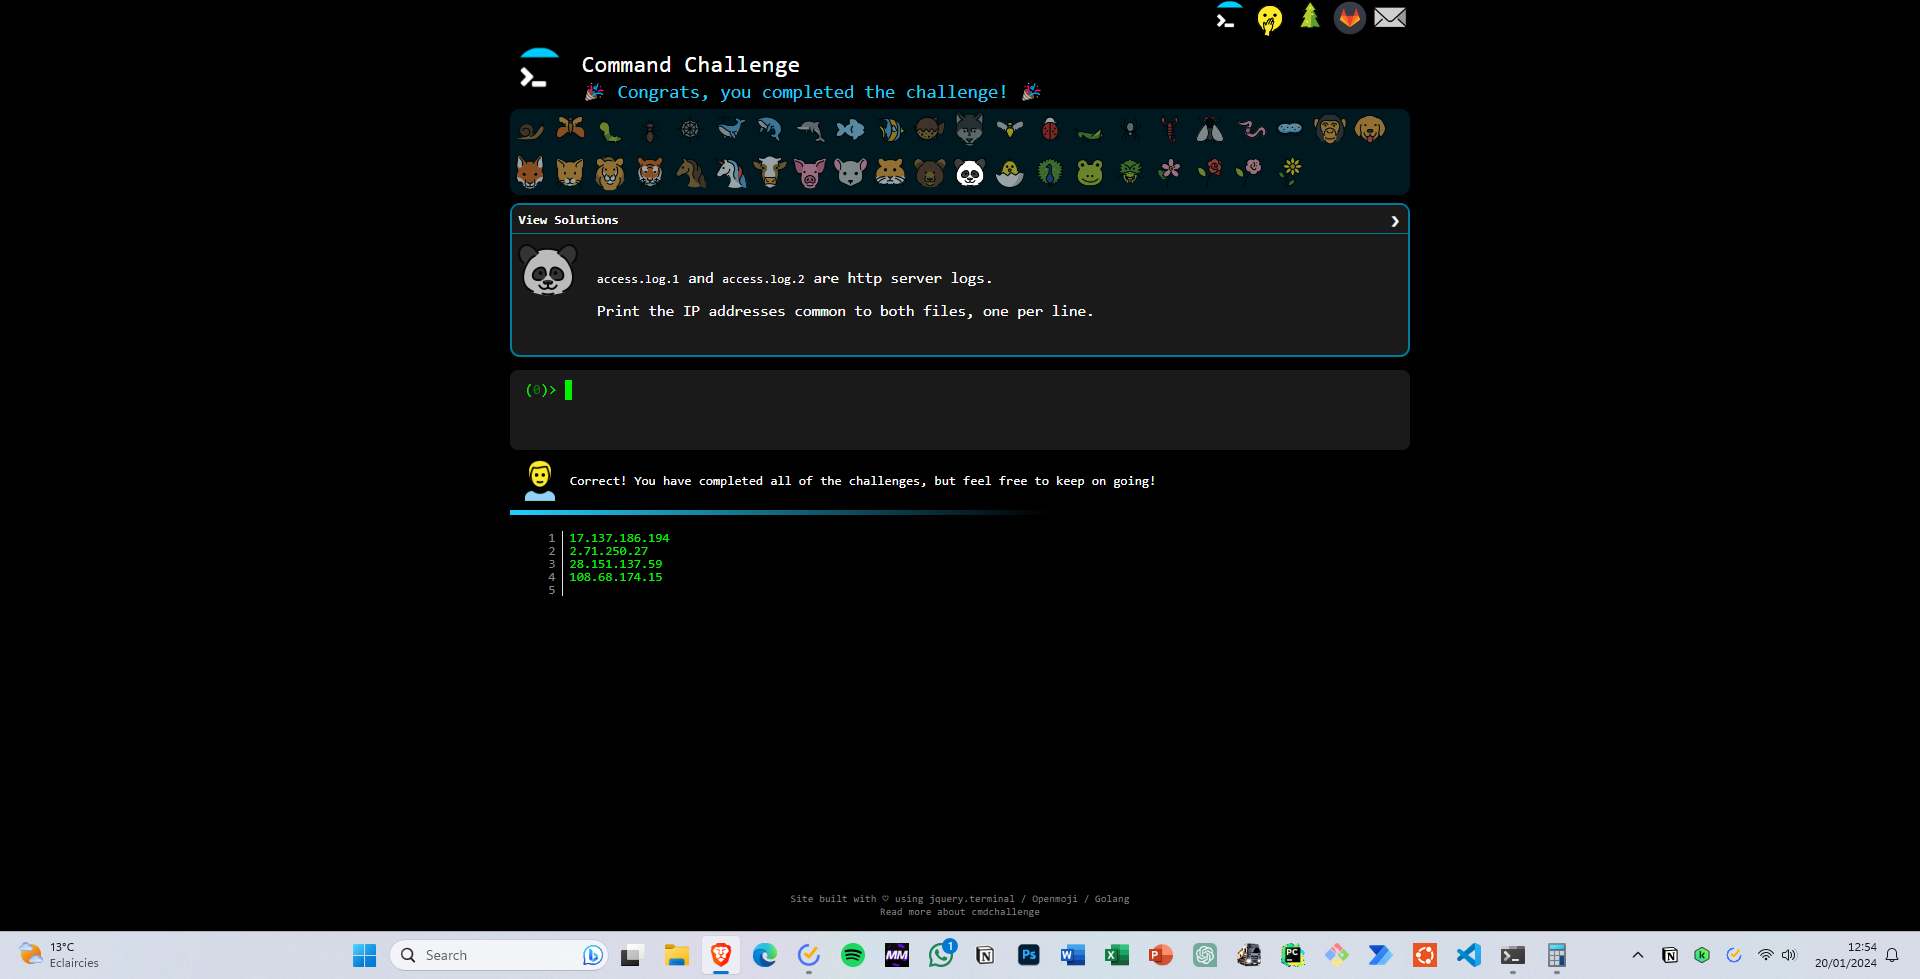 Command Challenge
🎉 Congrats, you completed the challenge! 🎉
View Solutions ❯
access.log.1 and access.log.2 are http server logs.
Print the IP addresses common to both files, one per line.
(0)>
Correct! You have completed all of the challenges, but feel free to keep on going!
1 17.137.186.194
2 2.71.250.27
3 28.151.137.59
4 108.68.174.15
5
Site built with ♡ using jquery.terminal / Openmoji / Golang
Read more about cmdchallenge
13°C
Eclaircies
Search
MM
1
Ps
W
X
P
PC
12:54
20/01/2024